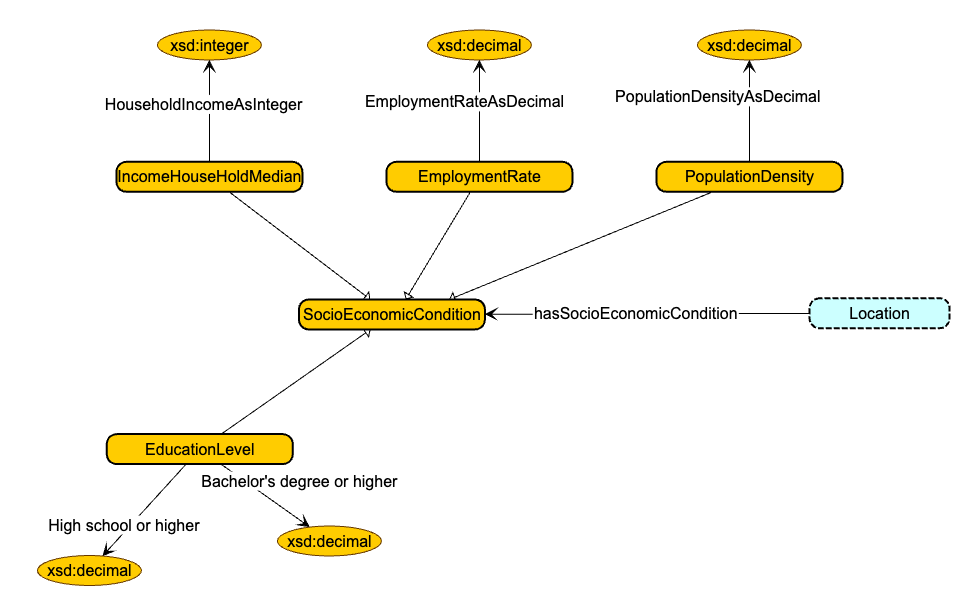 xsd:integer
xsd:decimal
xsd:decimal
HouseholdIncomeAsInteger
EmploymentRateAsDecimal
PopulationDensityAsDecimal
IncomeHouseHoldMedian
EmploymentRate
PopulationDensity
SocioEconomicCondition
hasSocioEconomicCondition
Location
EducationLevel
Bachelor's degree or higher
High school or higher
xsd:decimal
xsd:decimal